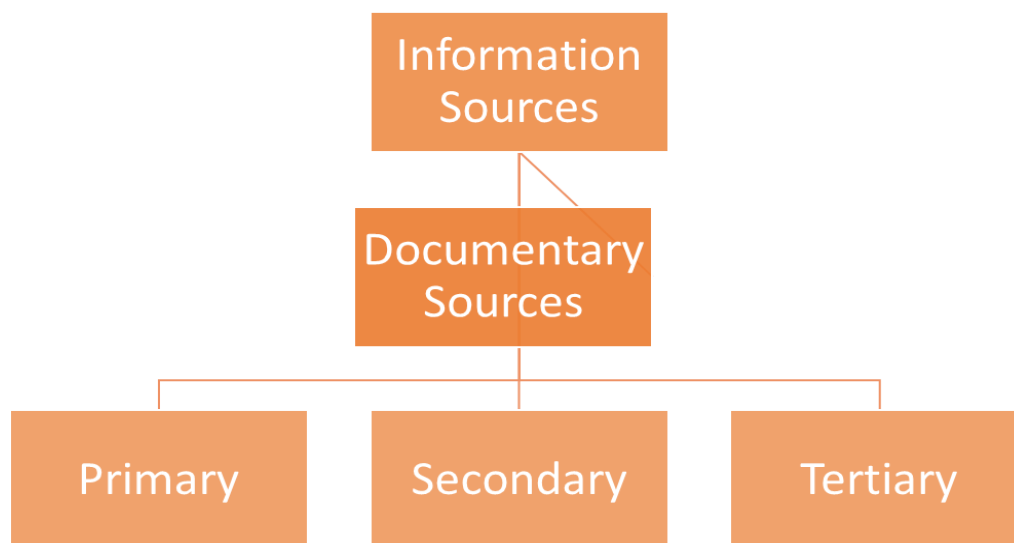 Information
Sources
Documentary
Sources
Primary
Secondary
Tertiary